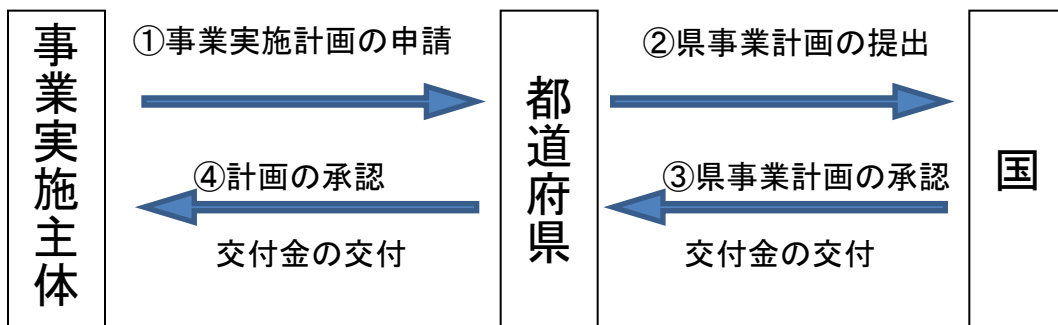 事業実施主体
①事業実施計画の申請
④計画の承認
交付金の交付
都道府県
②県事業計画の提出
③県事業計画の承認
交付金の交付
国